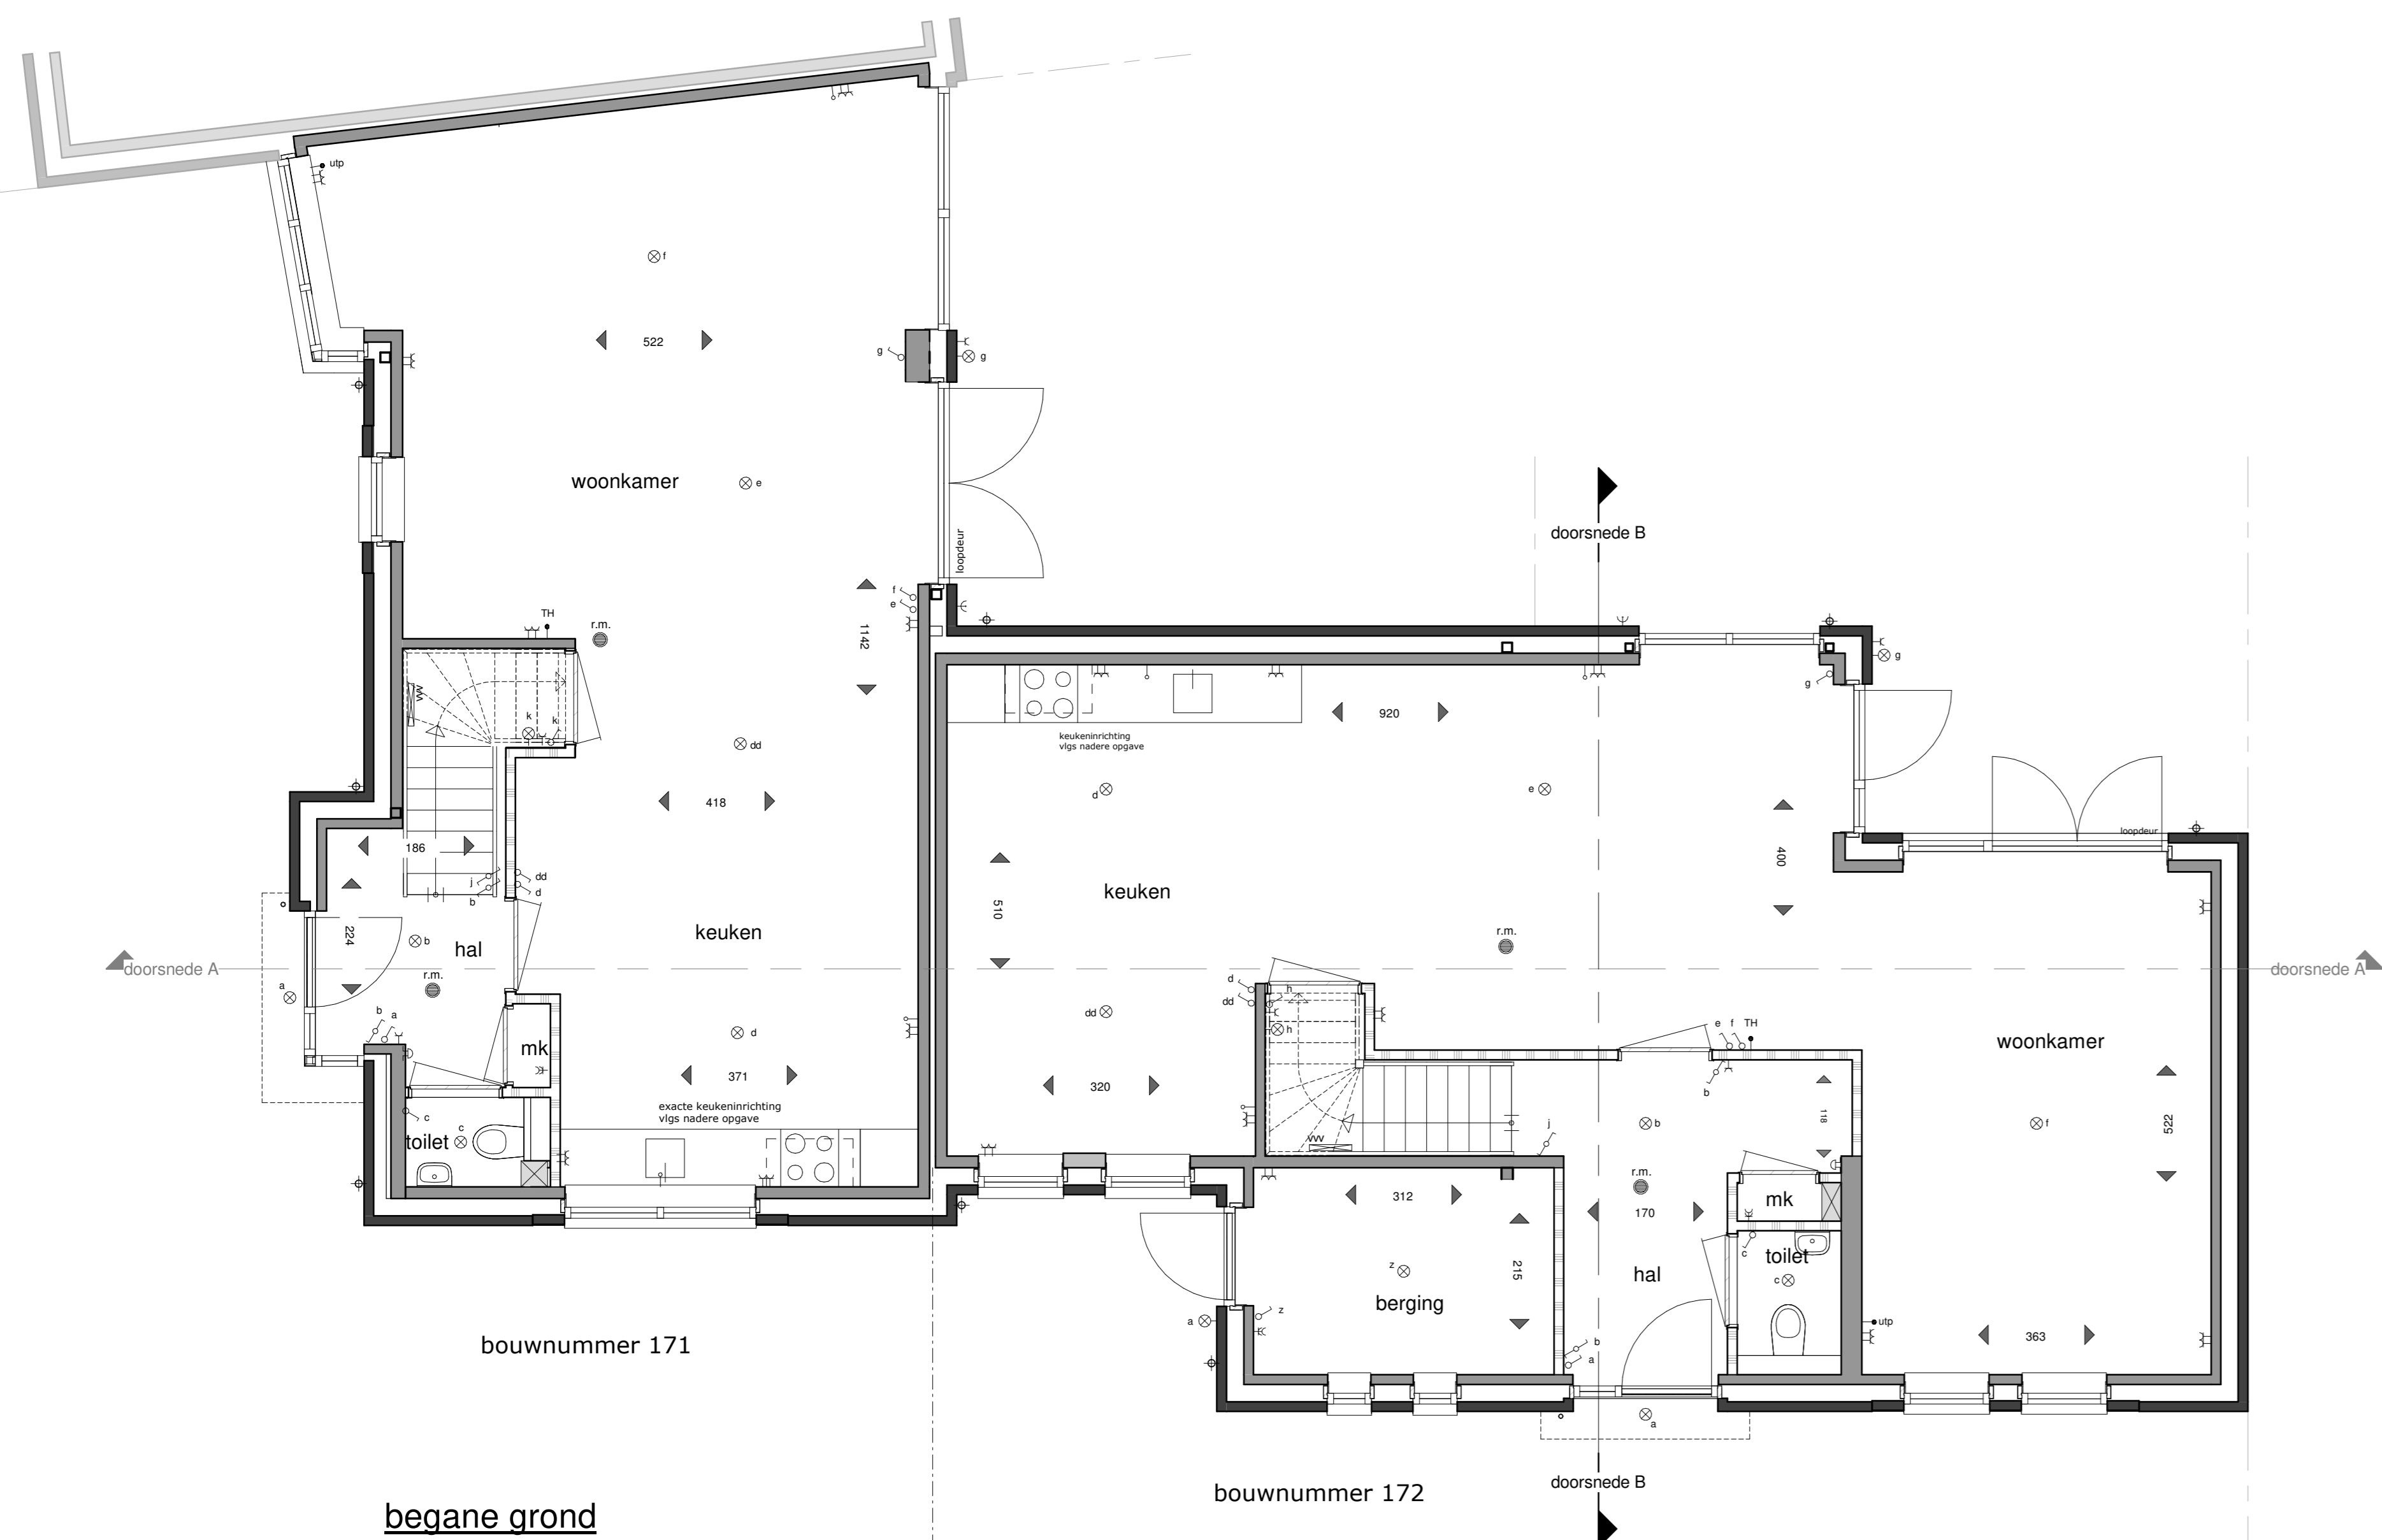 utp
f
522
g
g
woonkamer
e
loopdeur
doorsnede B
TH
r.m.
f
e
1142
g
g
k
k
dd
920
keukeninrichting
vlgs nadere opgave
418
d
e
loopdeur
186
400
j
b
dd
d
510
keuken
224
b
hal
keuken
r.m.
doorsnede A
doorsnede A
r.m.
a
d
dd
h
b
a
dd
h
d
e
f
TH
mk
woonkamer
371
320
b
118
exacte keukeninrichting
vlgs nadere opgave
c
c
toilet
j
b
f
522
r.m.
312
mk
170
215
c
toilet
z
hal
c
berging
z
a
utp
363
b
a
bouwnummer 171
a
doorsnede B
bouwnummer 172
begane grond